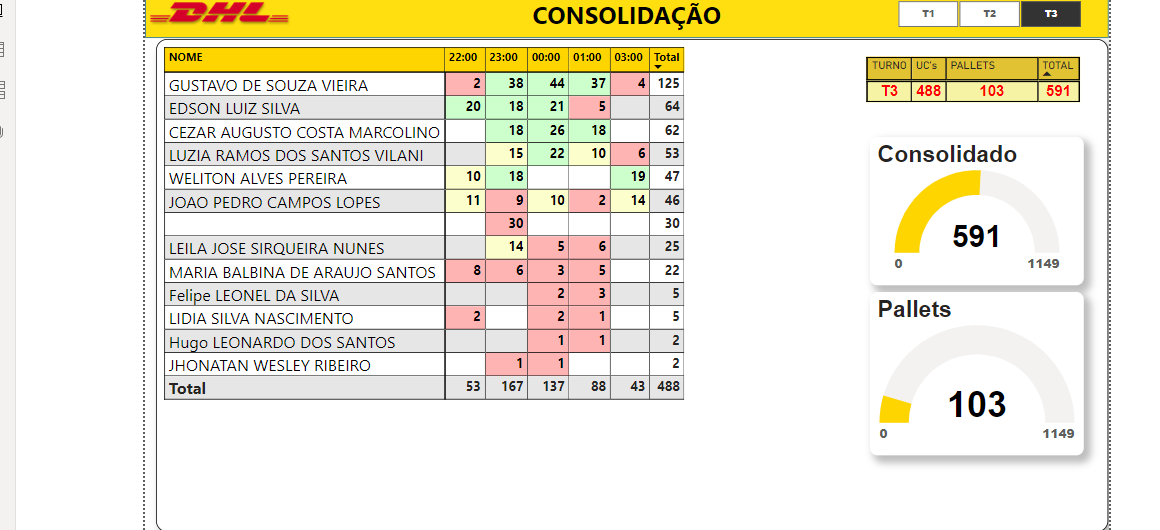 DHL CONSOLIDAÇÃO T1 T2 T3
NOME 22:00 23:00 00:00 01:00 03:00 Total
GUSTAVO DE SOUZA VIEIRA 2 38 44 37 4 125
EDSON LUIZ SILVA 20 18 21 5 64
CEZAR AUGUSTO COSTA MARCOLINO 18 26 18 62
LUZIA RAMOS DOS SANTOS VILANI 15 22 10 6 53
WELITON ALVES PEREIRA 10 18 19 47
JOAO PEDRO CAMPOS LOPES 11 9 10 2 14 46
30 30
LEILA JOSE SIRQUEIRA NUNES 14 5 6 25
MARIA BALBINA DE ARAUJO SANTOS 8 6 3 5 22
Felipe LEONEL DA SILVA 2 3 5
LIDIA SILVA NASCIMENTO 2 2 1 5
Hugo LEONARDO DOS SANTOS 1 1 2
JHONATAN WESLEY RIBEIRO 1 1 2
Total 53 167 137 88 43 488
TURNO UC's PALLETS TOTAL
T3 488 103 591
Consolidado
591
0 1149
Pallets
103
0 1149